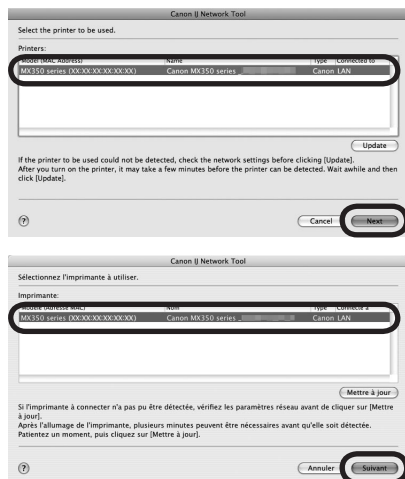 Canon IJ Network Tool
Select the printer to be used.
Printers:
Model (MAC Address) Name Type Connected to
MX350 series (XX:XX:XX:XX:XX:XX) Canon MX350 series _ Canon LAN
Update
If the printer to be used could not be detected, check the network settings before clicking [Update].
After you turn on the printer, it may take a few minutes before the printer can be detected. Wait awhile and then
click [Update].
?
Cancel Next
Canon IJ Network Tool
Sélectionnez l'imprimante à utiliser.
Imprimante:
Modèle (Adresse MAC) Nom Type Connecté à
MX350 series (XX:XX:XX:XX:XX:XX) Canon MX350 series _ Canon LAN
Mettre à jour
Si l'imprimante à connecter n'a pas pu être détectée, vérifiez les paramètres réseau avant de cliquer sur [Mettre
à jour].
Après l'allumage de l'imprimante, plusieurs minutes peuvent être nécessaires avant qu'elle soit détectée.
Patientez un moment, puis cliquez sur [Mettre à jour].
?
Annuler Suivant